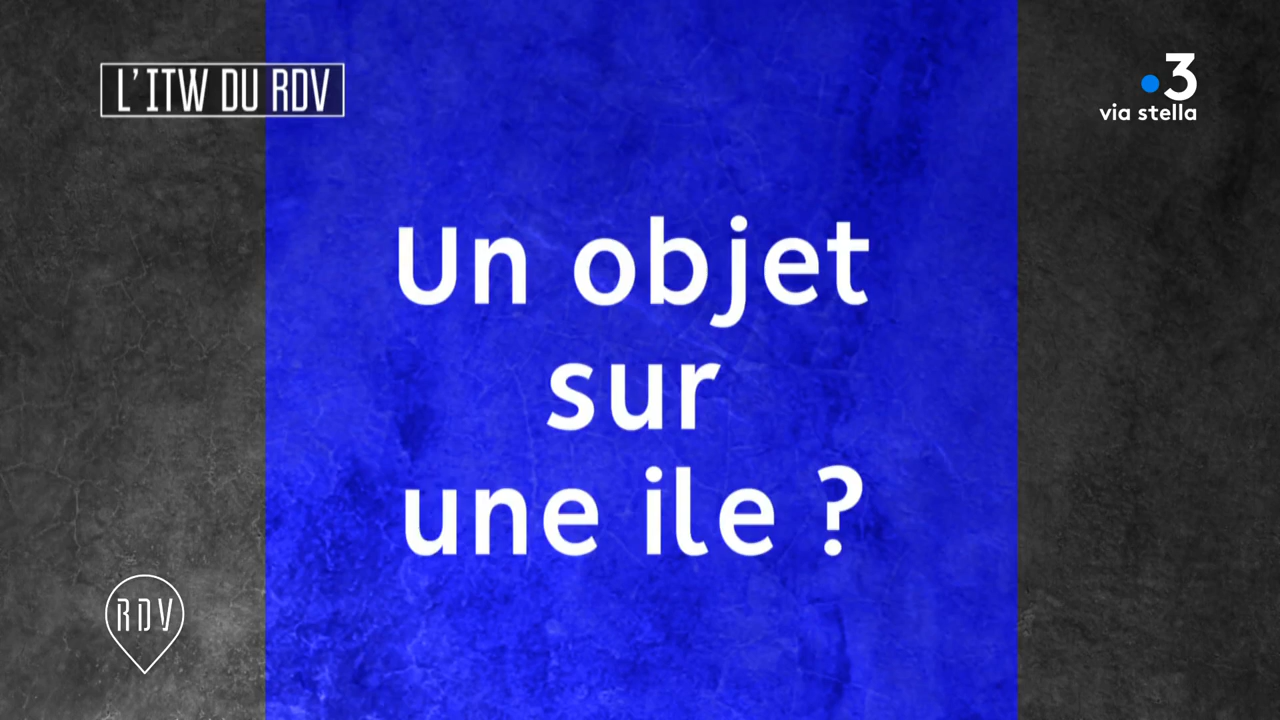 L'ITW DU RDV
3
via stella
Un objet
sur
une ile ?
RDV